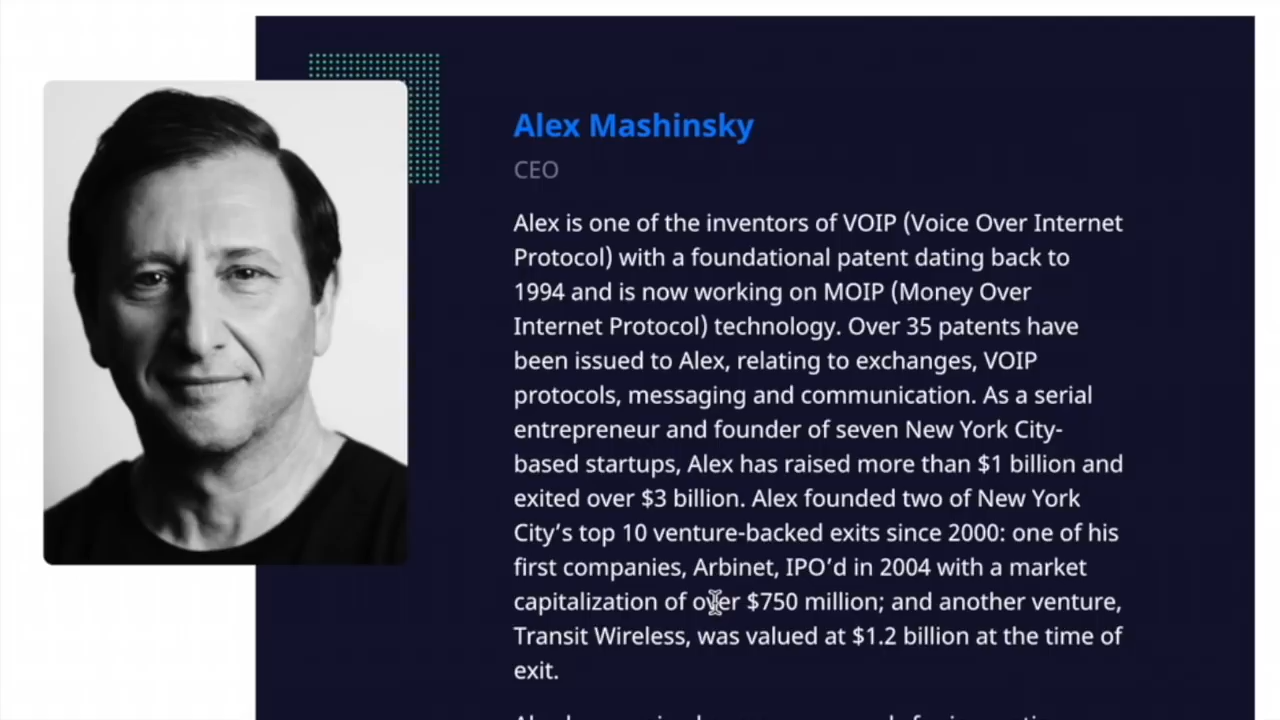 Alex Mashinsky
CEO
Alex is one of the inventors of VOIP (Voice Over Internet
Protocol) with a foundational patent dating back to
1994 and is now working on MOIP (Money Over
Internet Protocol) technology. Over 35 patents have
been issued to Alex, relating to exchanges, VOIP
protocols, messaging and communication. As a serial
entrepreneur and founder of seven New York City-
based startups, Alex has raised more than $1 billion and
exited over $3 billion. Alex founded two of New York
City’s top 10 venture-backed exits since 2000: one of his
first companies, Arbinet, IPO’d in 2004 with a market
capitalization of over $750 million; and another venture,
Transit Wireless, was valued at $1.2 billion at the time of
exit.